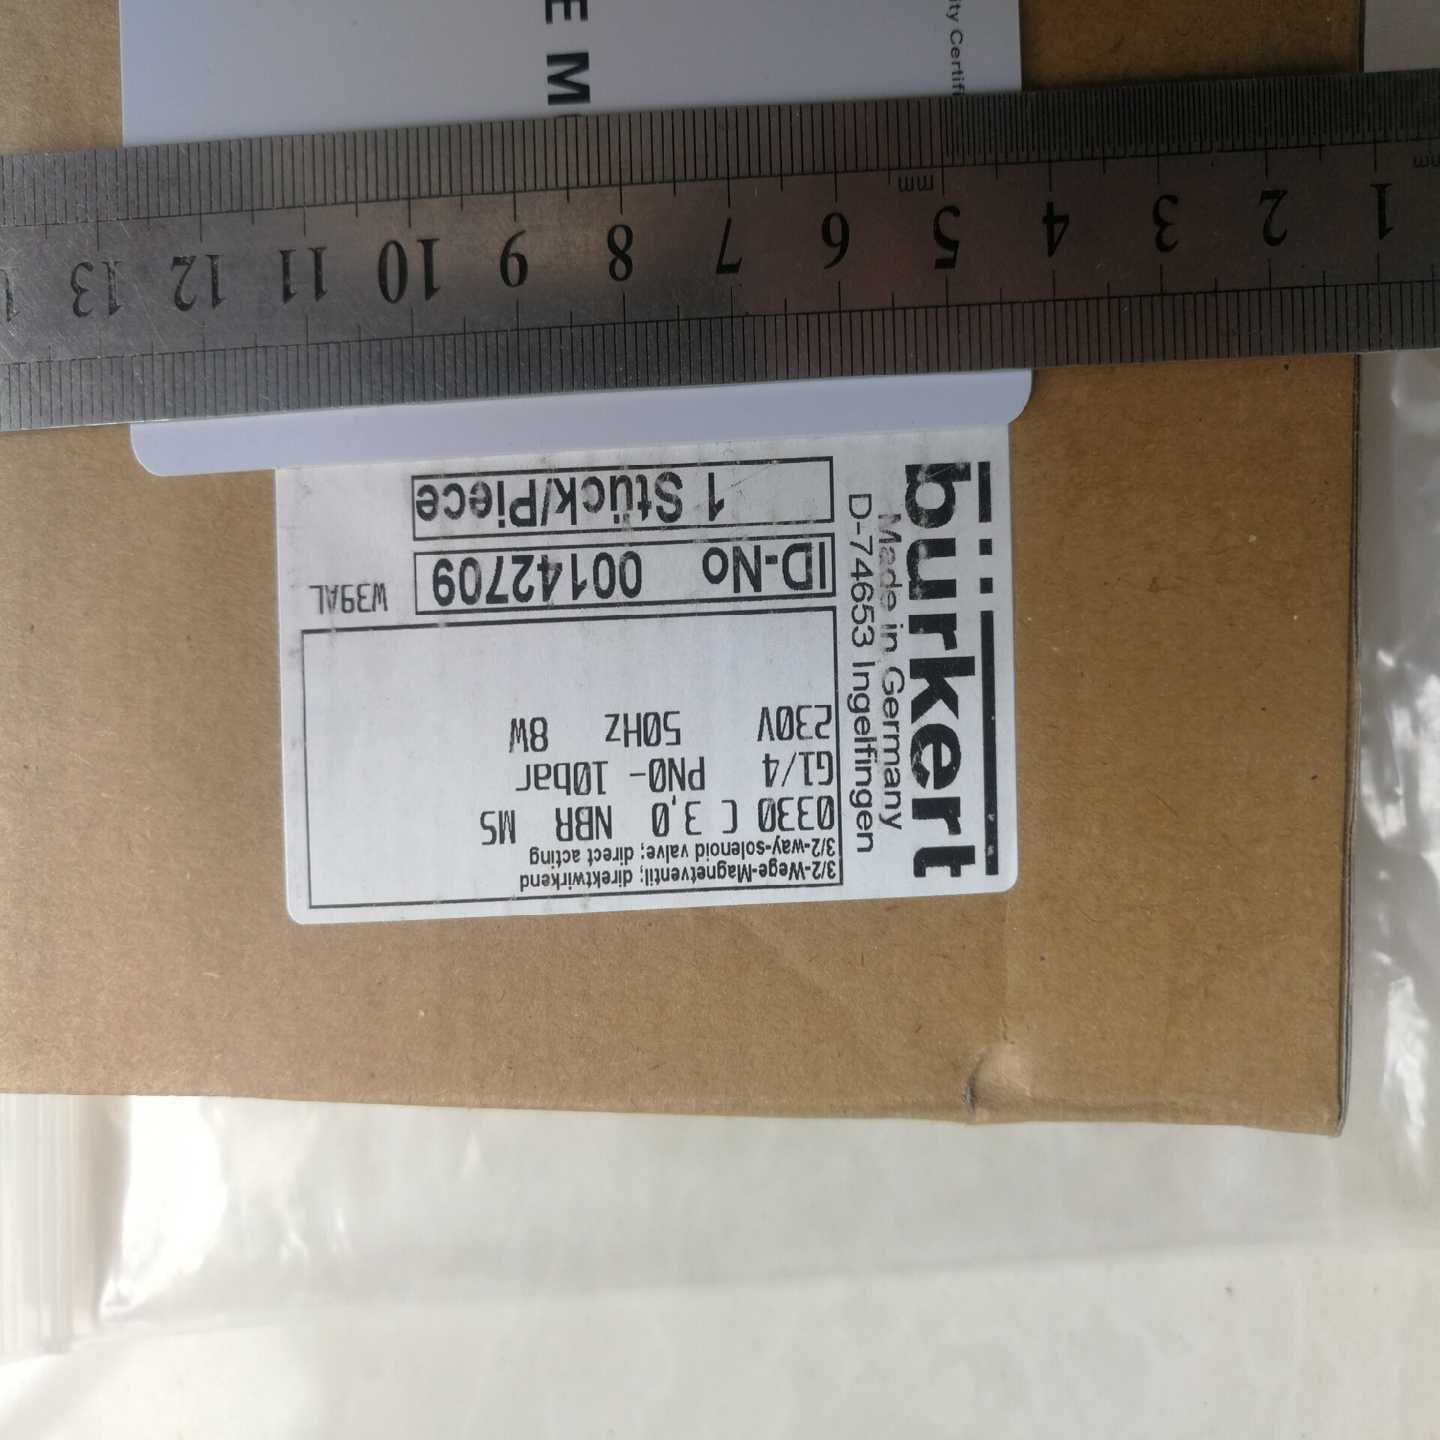 bürkert
Made in Germany
D-74653 Ingelfingen
3/2-Wege-Magnetventil; direktwirkend
3/2-way-solenoid valve; direct acting
0330 C 3,0 NBR MS
G1/4 PN0- 10bar
230V 50Hz 8W
ID-No 00142709
W39AL
1 Stück/Piece
1 2 3 4 5 6 7 8 9 10 11 12 13
mm
E M